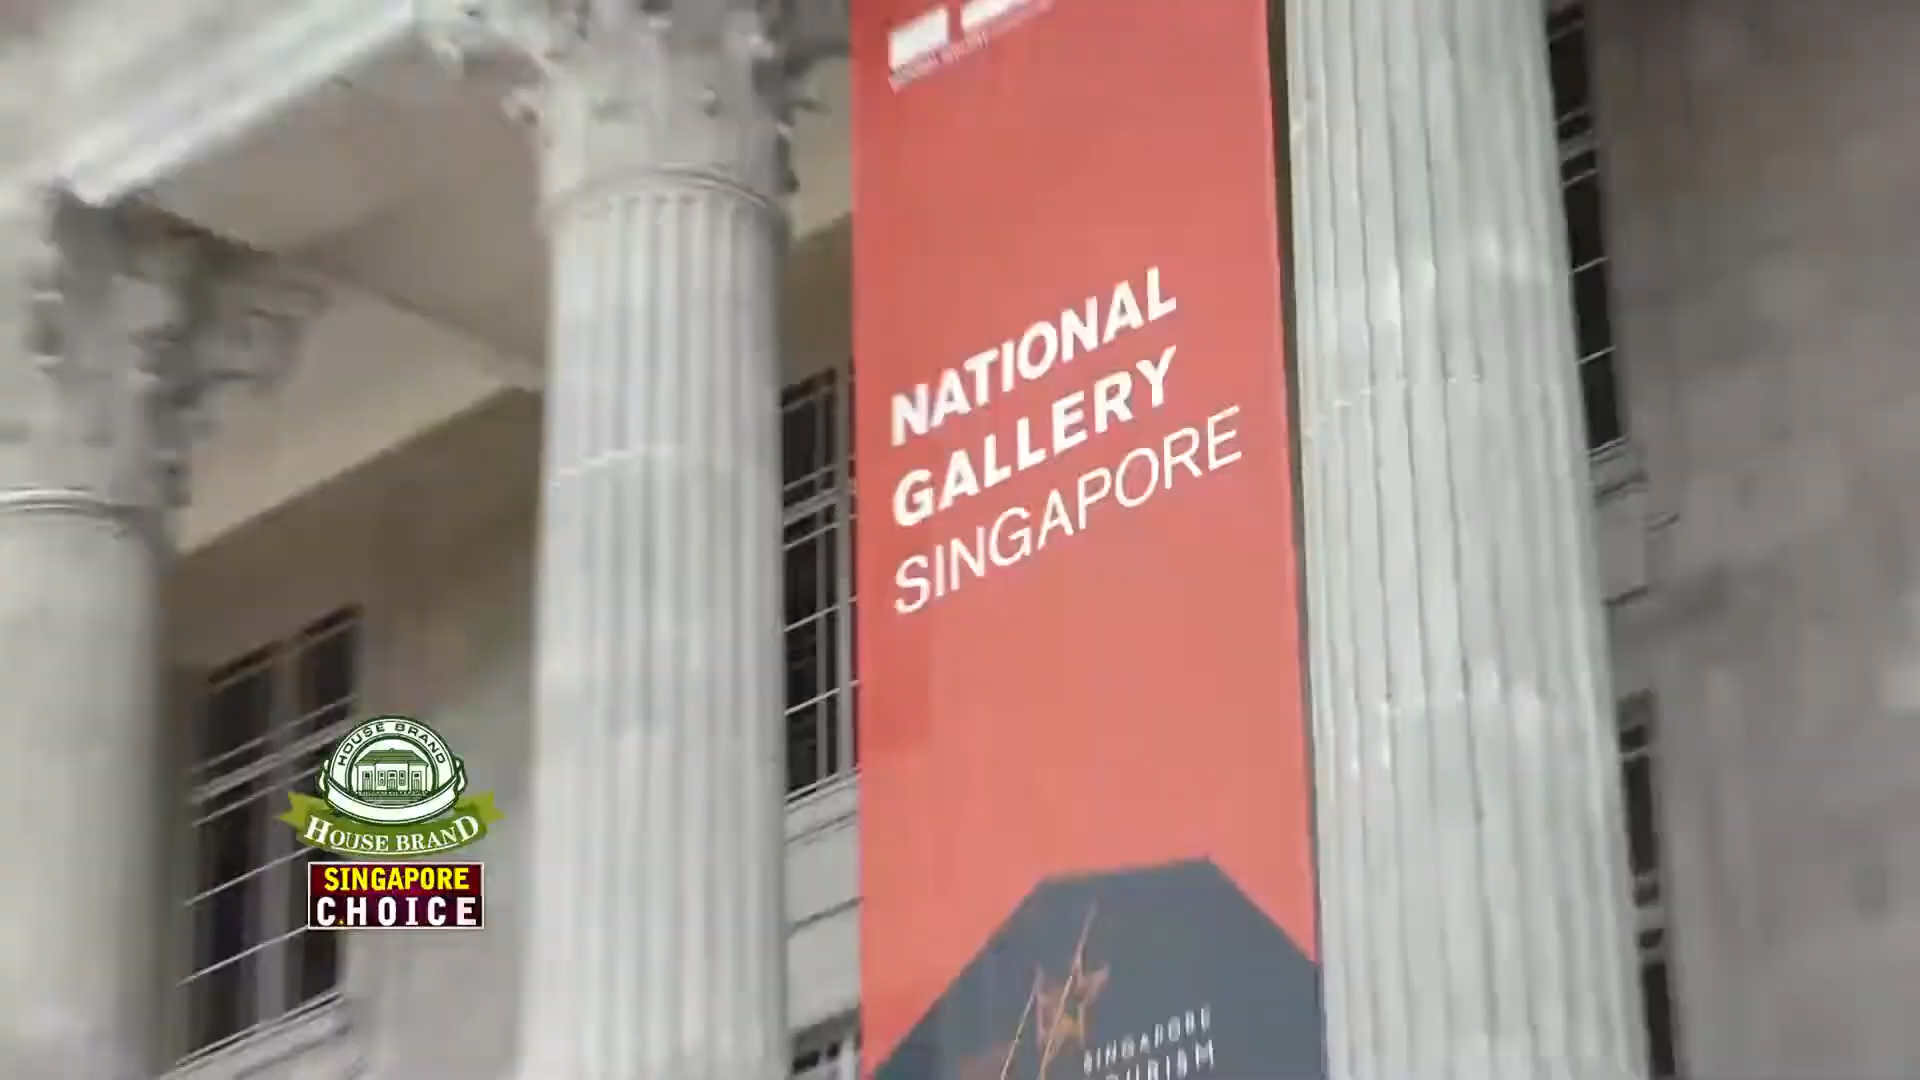 NATIONAL
GALLERY
SINGAPORE
HOUSE BRAND
HOUSE BRAND
SINGAPORE
CHOICE
SINGAPORE